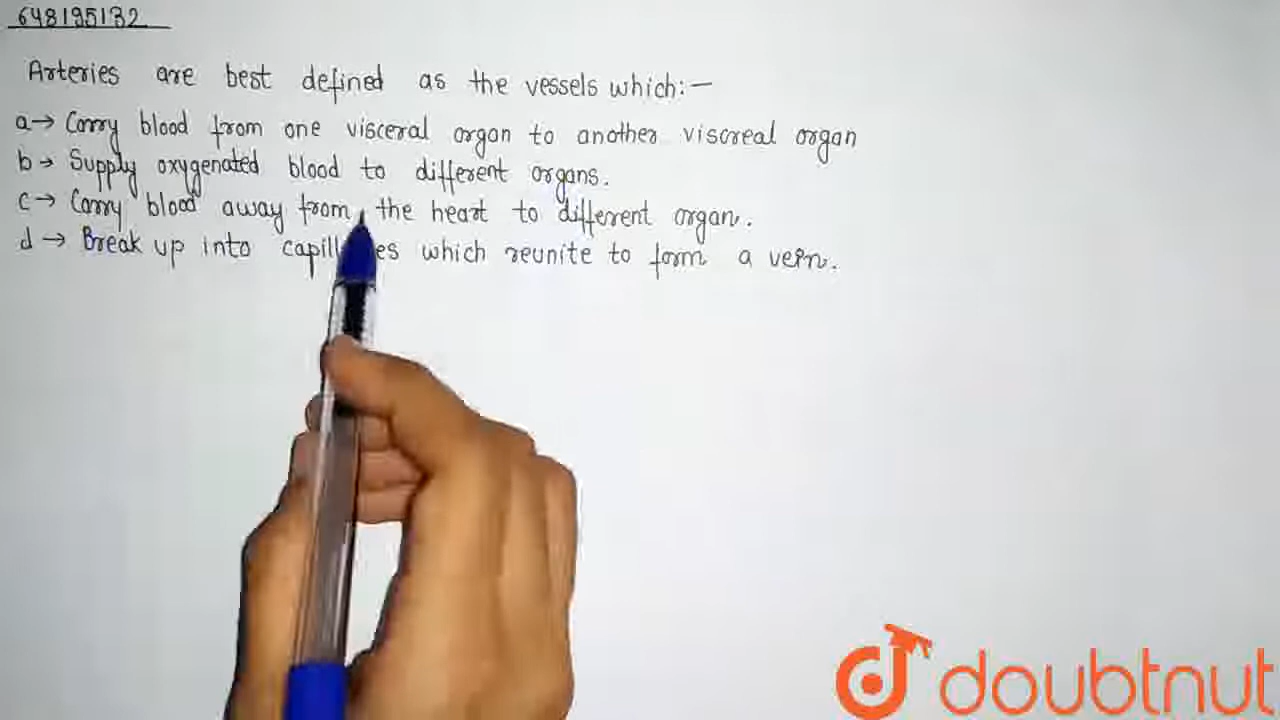 648195132
Arteries are best defined as the vessels which:-
a→ Carry blood from one visceral organ to another viscreal organ
b→ Supply oxygenated blood to different organs.
c→ Carry blood away from the heart to different organ.
d→ Break up into which reunite to form a vein.
doubtnut